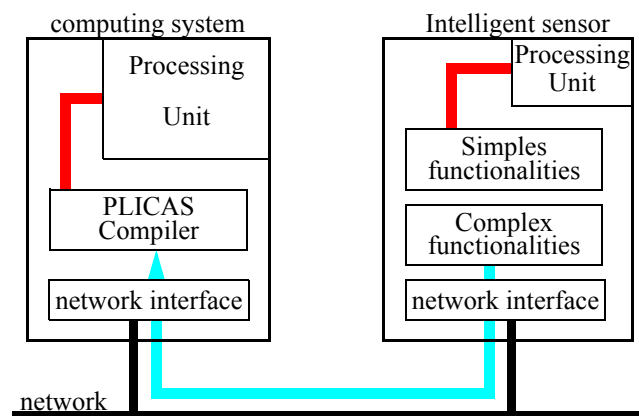 computing system
Processing
Unit
PLICAS
Compiler
network interface
Intelligent sensor
Processing
Unit
Simples
functionalities
Complex
functionalities
network interface
network